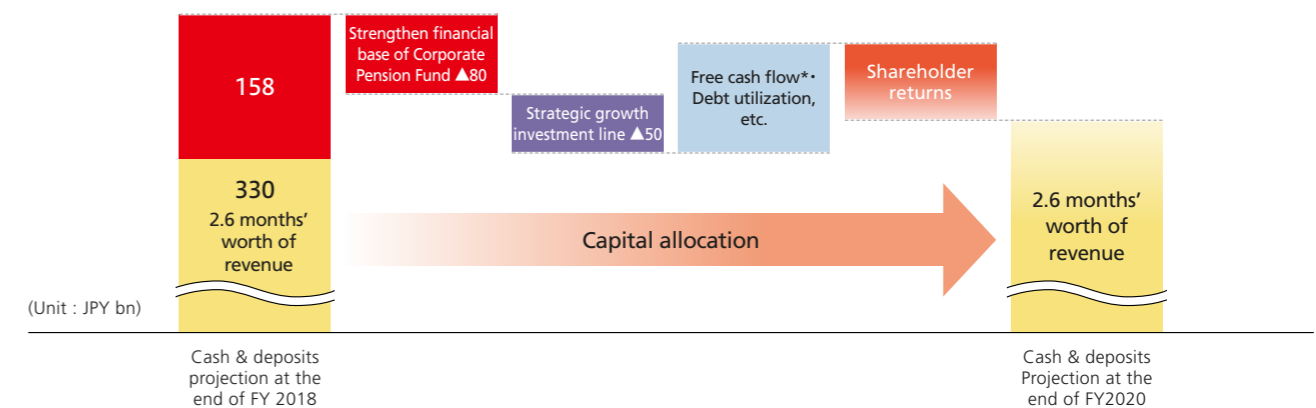 158
330
2.6 months’
worth of
revenue
Strengthen financial
base of Corporate
Pension Fund ▲80
Strategic growth
investment line ▲50
Free cash flow*・
Debt utilization,
etc.
Shareholder
returns
Capital allocation
2.6 months’
worth of
revenue
(Unit : JPY bn)
Cash & deposits
projection at the
end of FY 2018
Cash & deposits
Projection at the
end of FY2020